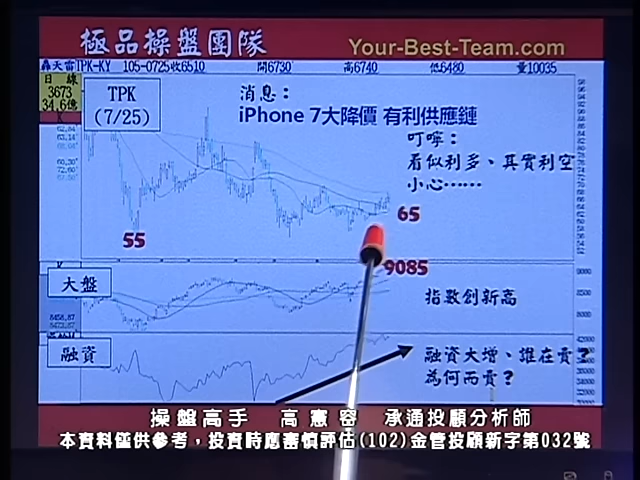 極品操盤團隊
Your-Best-Team.com
TPK-KY 105-0725收6510 開6730 高6740 低6480 量10035
日 線
3673
34.6億
TPK
(7/25)
消息：
iPhone 7大降價 有利供應鏈
叮嚀：
看似利多、真實利空
小心……
65
55
9085
大盤
指數創新高
9000
8500
8000
融資
融資大增、誰在賣？
為何而賣？
操盤高手 高憲容 承通投顧分析師
本資料僅供參考，投資時應審慎評估(102)金管投顧新字第032號